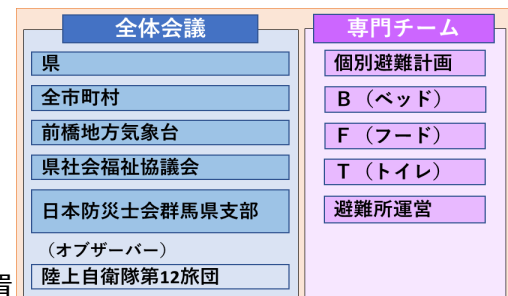 全体会議
県
全市町村
前橋地方気象台
県社会福祉協議会
日本防災士会群馬県支部
（オブザーバー）
陸上自衛隊第12旅団
専門チーム
個別避難計画
B（ベッド）
F（フード）
T（トイレ）
避難所運営